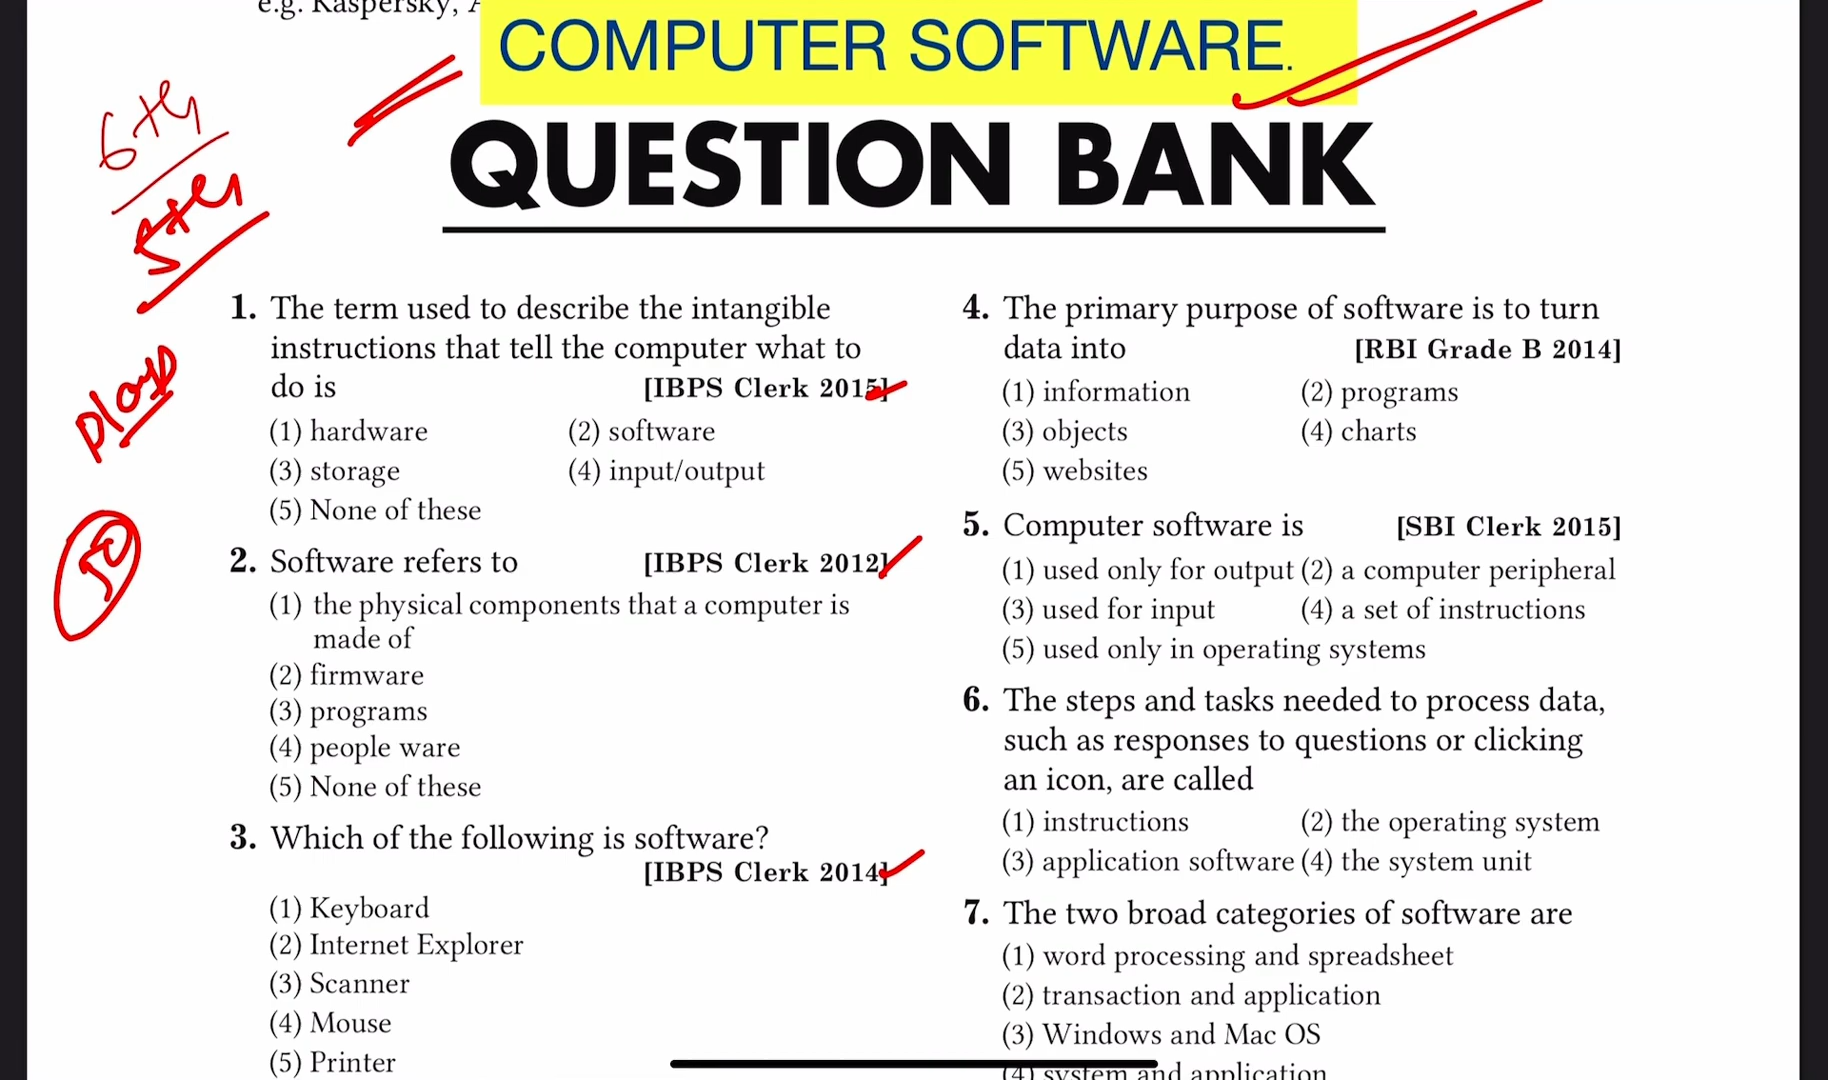 e.g. Kaspersky, A
COMPUTER SOFTWARE.
QUESTION BANK
6th
5th
50
1. The term used to describe the intangible
instructions that tell the computer what to
do is [IBPS Clerk 2015]
(1) hardware (2) software
(3) storage (4) input/output
(5) None of these
2. Software refers to [IBPS Clerk 2012]
(1) the physical components that a computer is
made of
(2) firmware
(3) programs
(4) people ware
(5) None of these
3. Which of the following is software?
[IBPS Clerk 2014]
(1) Keyboard
(2) Internet Explorer
(3) Scanner
(4) Mouse
(5) Printer
4. The primary purpose of software is to turn
data into [RBI Grade B 2014]
(1) information (2) programs
(3) objects (4) charts
(5) websites
5. Computer software is [SBI Clerk 2015]
(1) used only for output (2) a computer peripheral
(3) used for input (4) a set of instructions
(5) used only in operating systems
6. The steps and tasks needed to process data,
such as responses to questions or clicking
an icon, are called
(1) instructions (2) the operating system
(3) application software (4) the system unit
7. The two broad categories of software are
(1) word processing and spreadsheet
(2) transaction and application
(3) Windows and Mac OS
(4) system and application